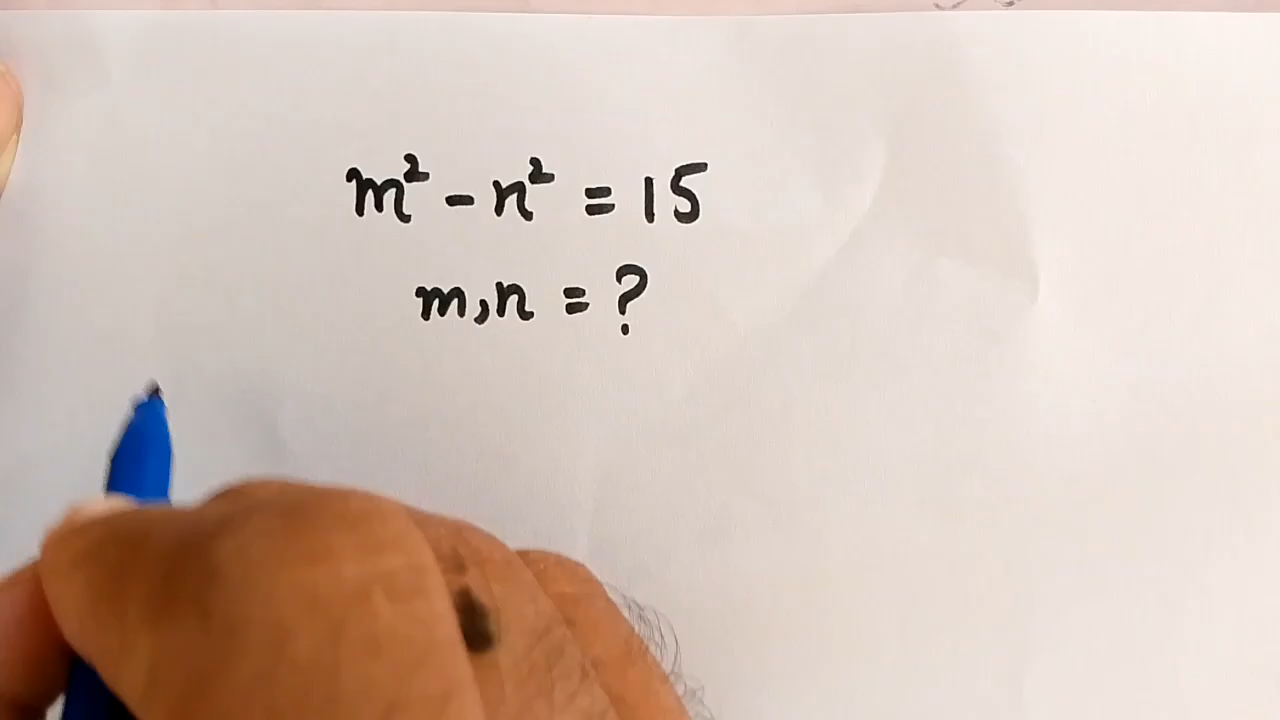 m² - n² = 15
m,n = ?